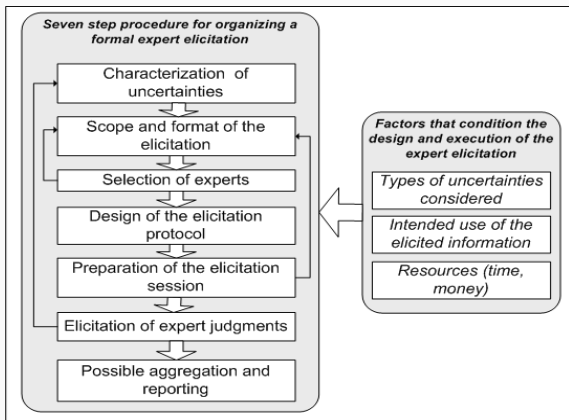 Seven step procedure for organizing a
formal expert elicitation
Characterization of
uncertainties
Scope and format of the
elicitation
Selection of experts
Design of the elicitation
protocol
Preparation of the elicitation
session
Elicitation of expert judgments
Possible aggregation and
reporting
Factors that condition the
design and execution of the
expert elicitation
Types of uncertainties
considered
Intended use of the
elicited information
Resources (time,
money)